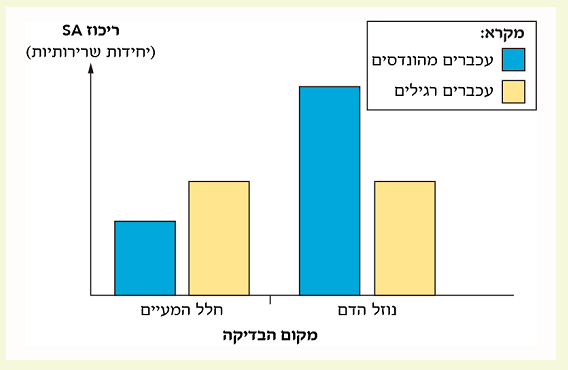 ריכוז SA
(יחידות שרירותיות)
מקרא:
עכברים מהונדסים
עכברים רגילים
חלל המעיים
נוזל הדם
מקום הבדיקה